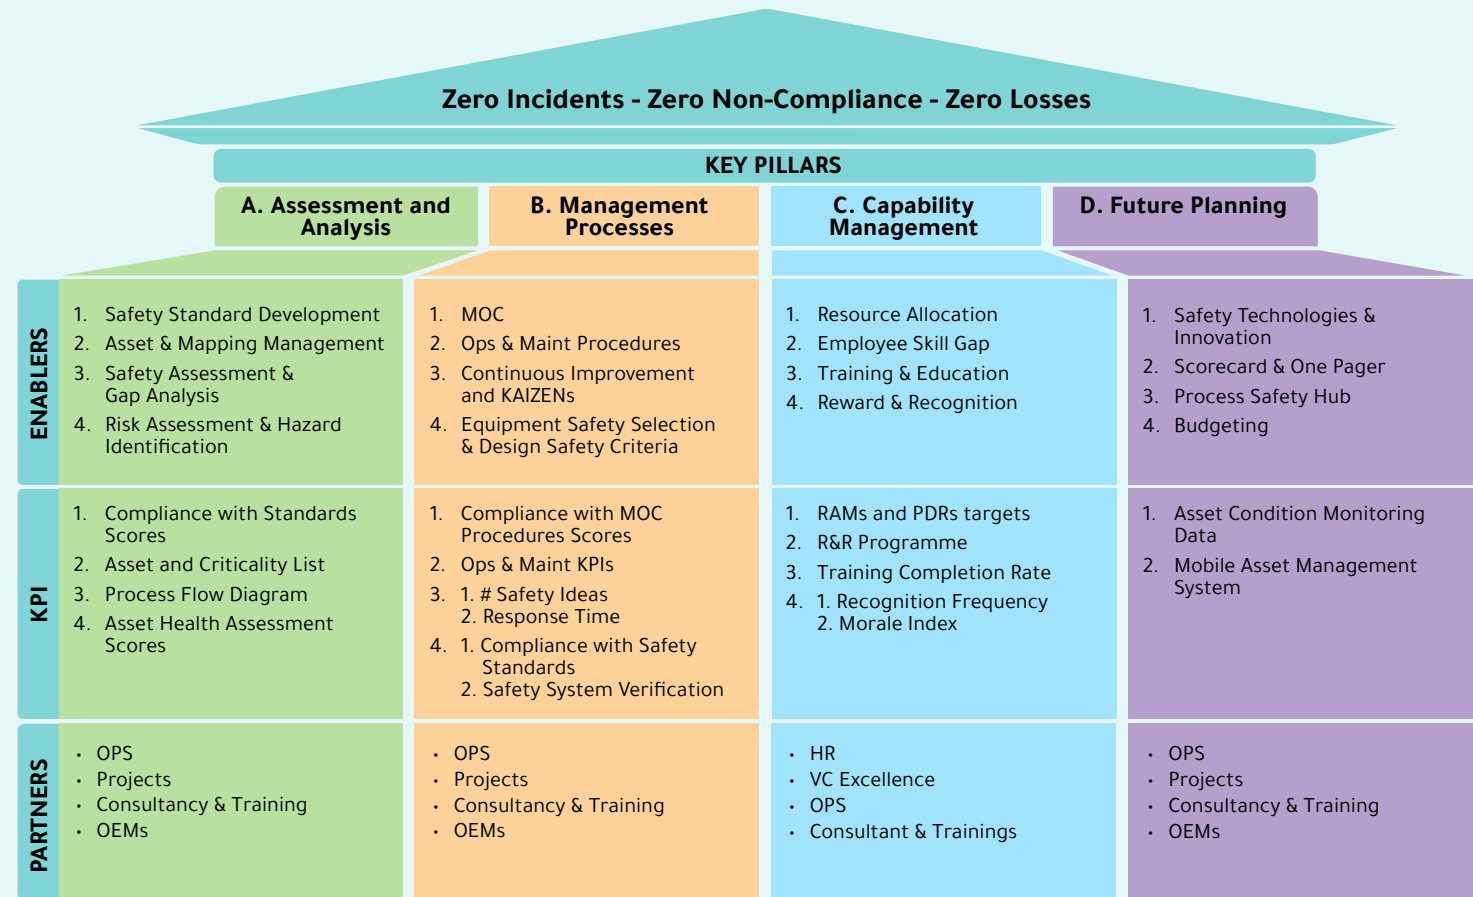 Zero Incidents - Zero Non-Compliance - Zero Losses
KEY PILLARS
A. Assessment and
Analysis
B. Management
Processes
C. Capability
Management
D. Future Planning
ENABLERS
1. Safety Standard Development
2. Asset & Mapping Management
3. Safety Assessment &
Gap Analysis
4. Risk Assessment & Hazard
Identification
1. MOC
2. Ops & Maint Procedures
3. Continuous Improvement
and KAIZENs
4. Equipment Safety Selection
& Design Safety Criteria
1. Resource Allocation
2. Employee Skill Gap
3. Training & Education
4. Reward & Recognition
1. Safety Technologies &
Innovation
2. Scorecard & One Pager
3. Process Safety Hub
4. Budgeting
KPI
1. Compliance with Standards
Scores
2. Asset and Criticality List
3. Process Flow Diagram
4. Asset Health Assessment
Scores
1. Compliance with MOC
Procedures Scores
2. Ops & Maint KPIs
3. 1. # Safety Ideas
2. Response Time
4. 1. Compliance with Safety
Standards
2. Safety System Verification
1. RAMs and PDRs targets
2. R&R Programme
3. Training Completion Rate
4. 1. Recognition Frequency
2. Morale Index
1. Asset Condition Monitoring
Data
2. Mobile Asset Management
System
PARTNERS
• OPS
• Projects
• Consultancy & Training
• OEMs
• OPS
• Projects
• Consultancy & Training
• OEMs
• HR
• VC Excellence
• OPS
• Consultant & Trainings
• OPS
• Projects
• Consultancy & Training
• OEMs